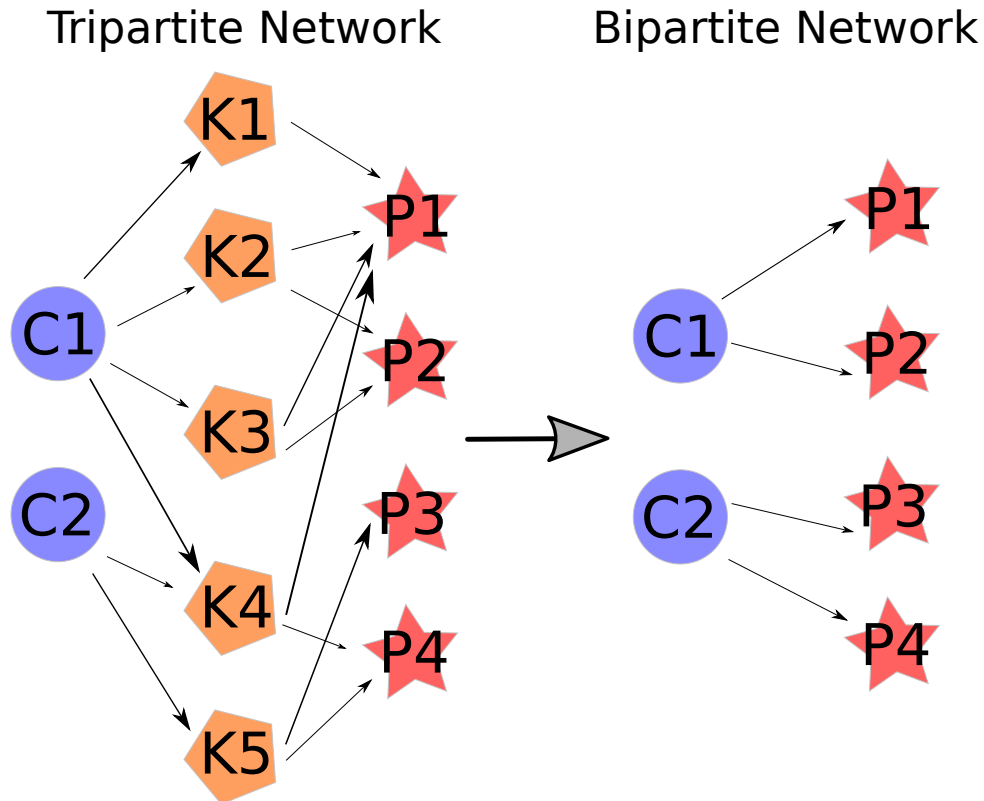 Tripartite Network
Bipartite Network
K1
P1
K2
C1
P2
K3
C2
P3
K4
P4
K5
P1
C1
P2
C2
P3
P4